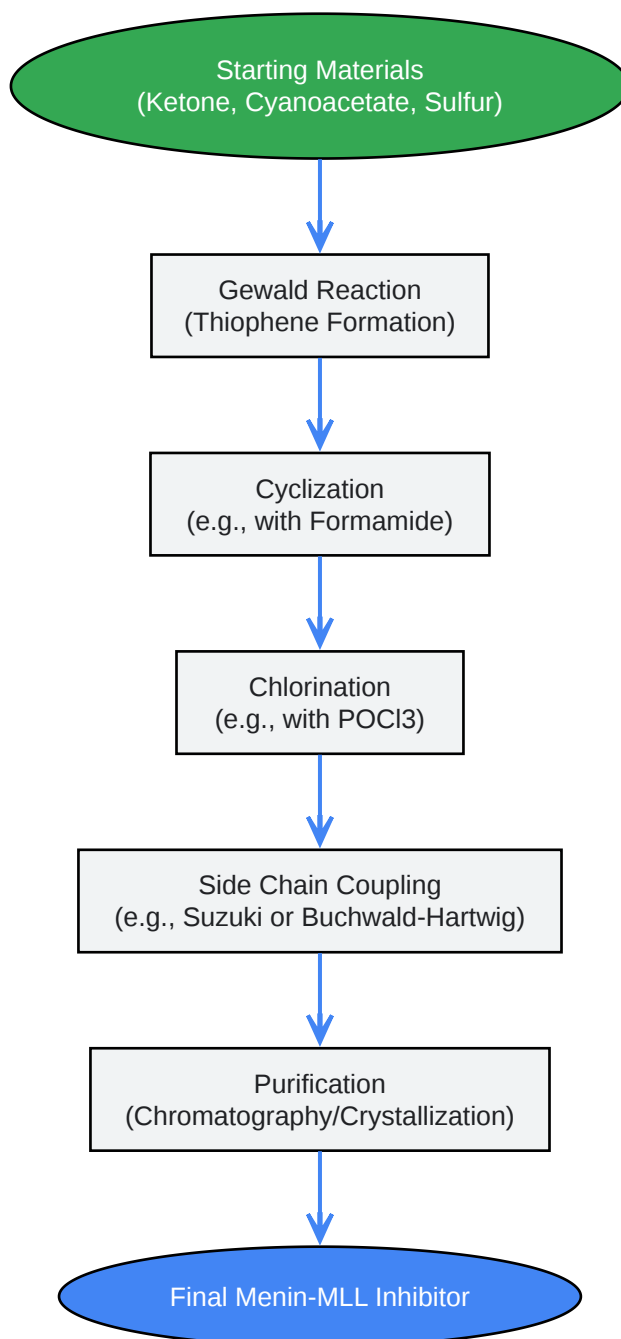 Starting Materials
(Ketone, Cyanoacetate, Sulfur)
Gewald Reaction
(Thiophene Formation)
Cyclization
(e.g., with Formamide)
Chlorination
(e.g., with POCl3)
Side Chain Coupling
(e.g., Suzuki or Buchwald-Hartwig)
Purification
(Chromatography/Crystallization)
Final Menin-MLL Inhibitor